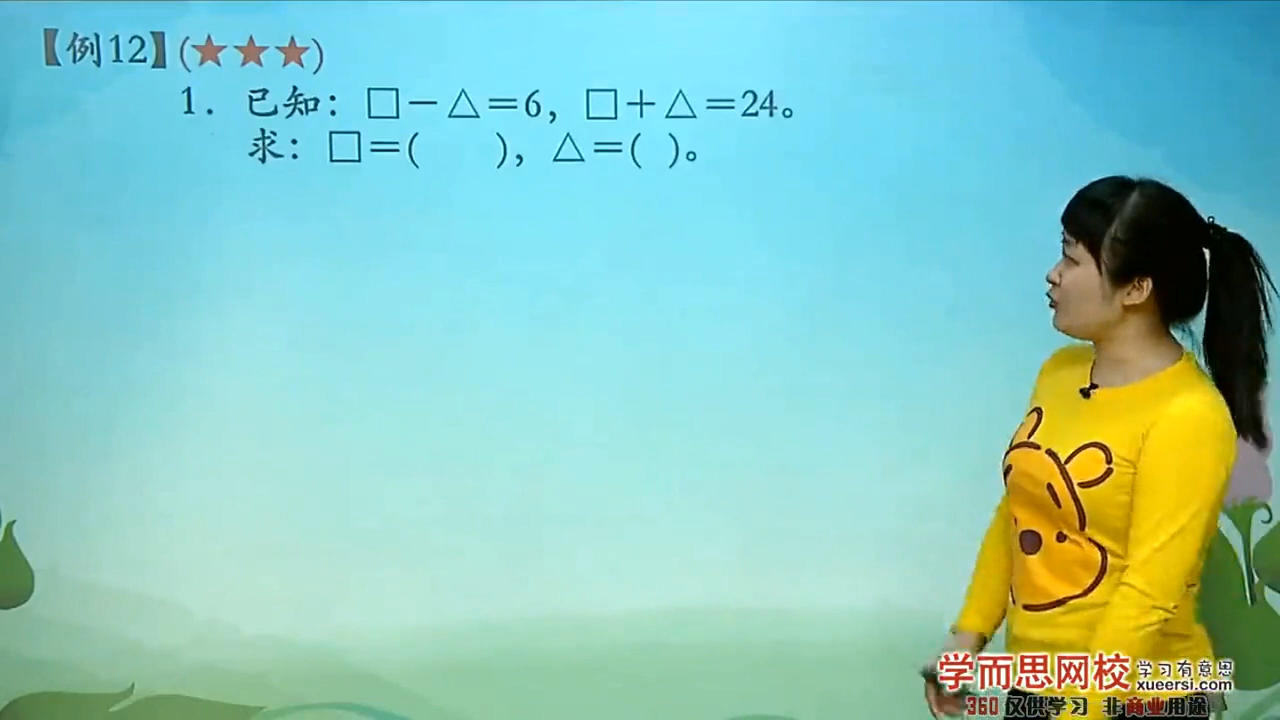 【例12】(★★★)
1. 已知：□－△＝6，□＋△＝24。
求：□＝( )，△＝( )。
学而思网校 学习有意思
xueersi.com
360 仅供学习 非商业用途